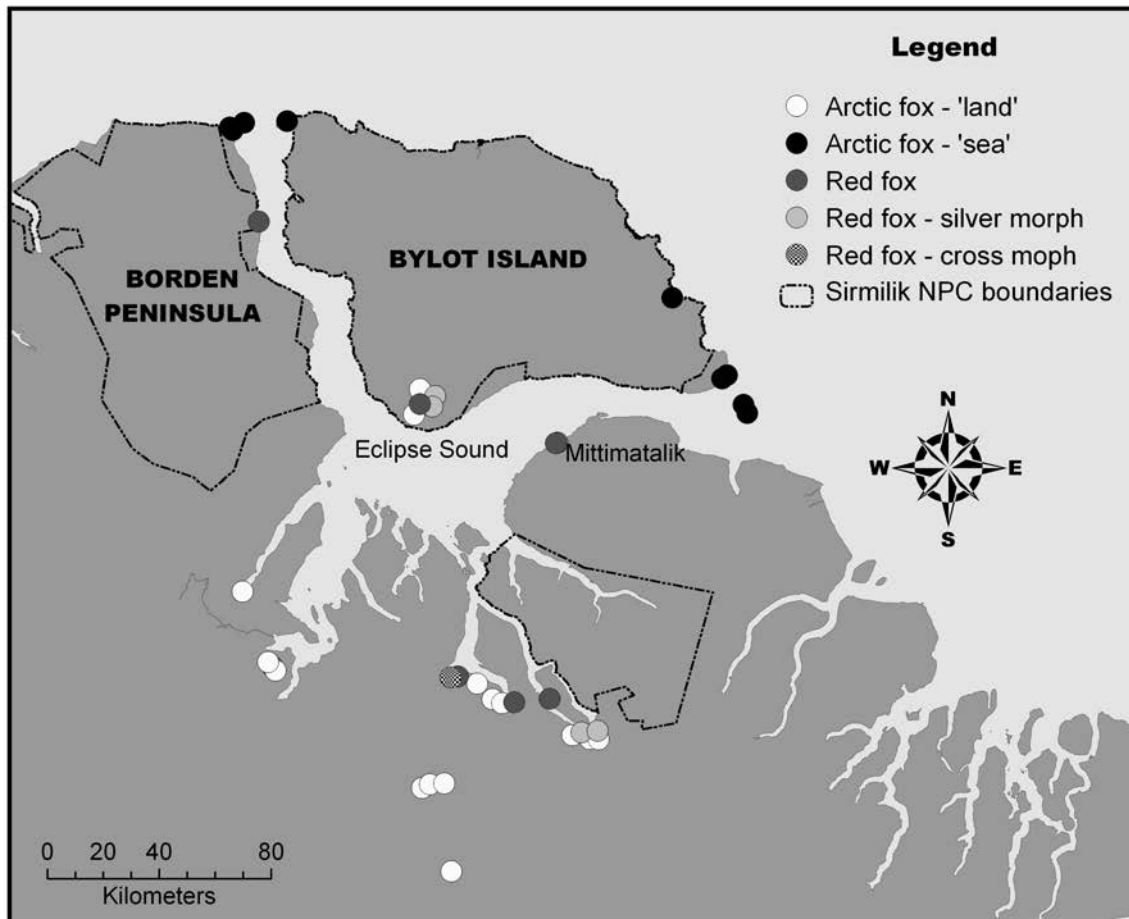 Legend
Arctic fox - 'land'
Arctic fox - 'sea'
Red fox
Red fox - silver morph
Red fox - cross moph
Sirmilik NPC boundaries
BORDEN
PENINSULA
BYLOT ISLAND
Eclipse Sound
Mittimatalik
N
W E
S
0 20 40 80
Kilometers